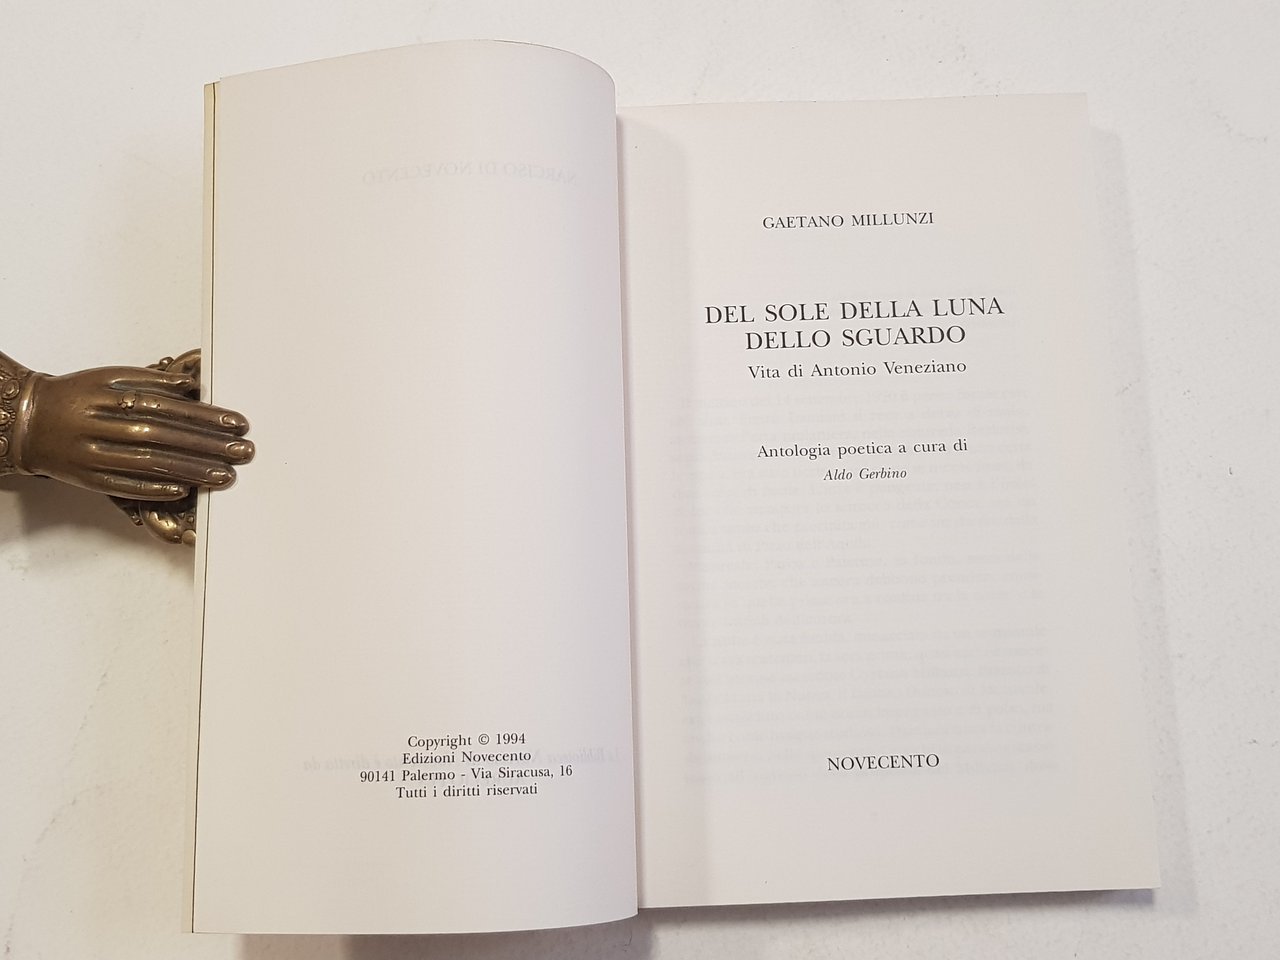 Copyright © 1994
Edizioni Novecento
90141 Palermo - Via Siracusa, 16
Tutti i diritti riservati
GAETANO MILLUNZI
DEL SOLE DELLA LUNA
DELLO SGUARDO
Vita di Antonio Veneziano
Antologia poetica a cura di
Aldo Gerbino
NOVECENTO